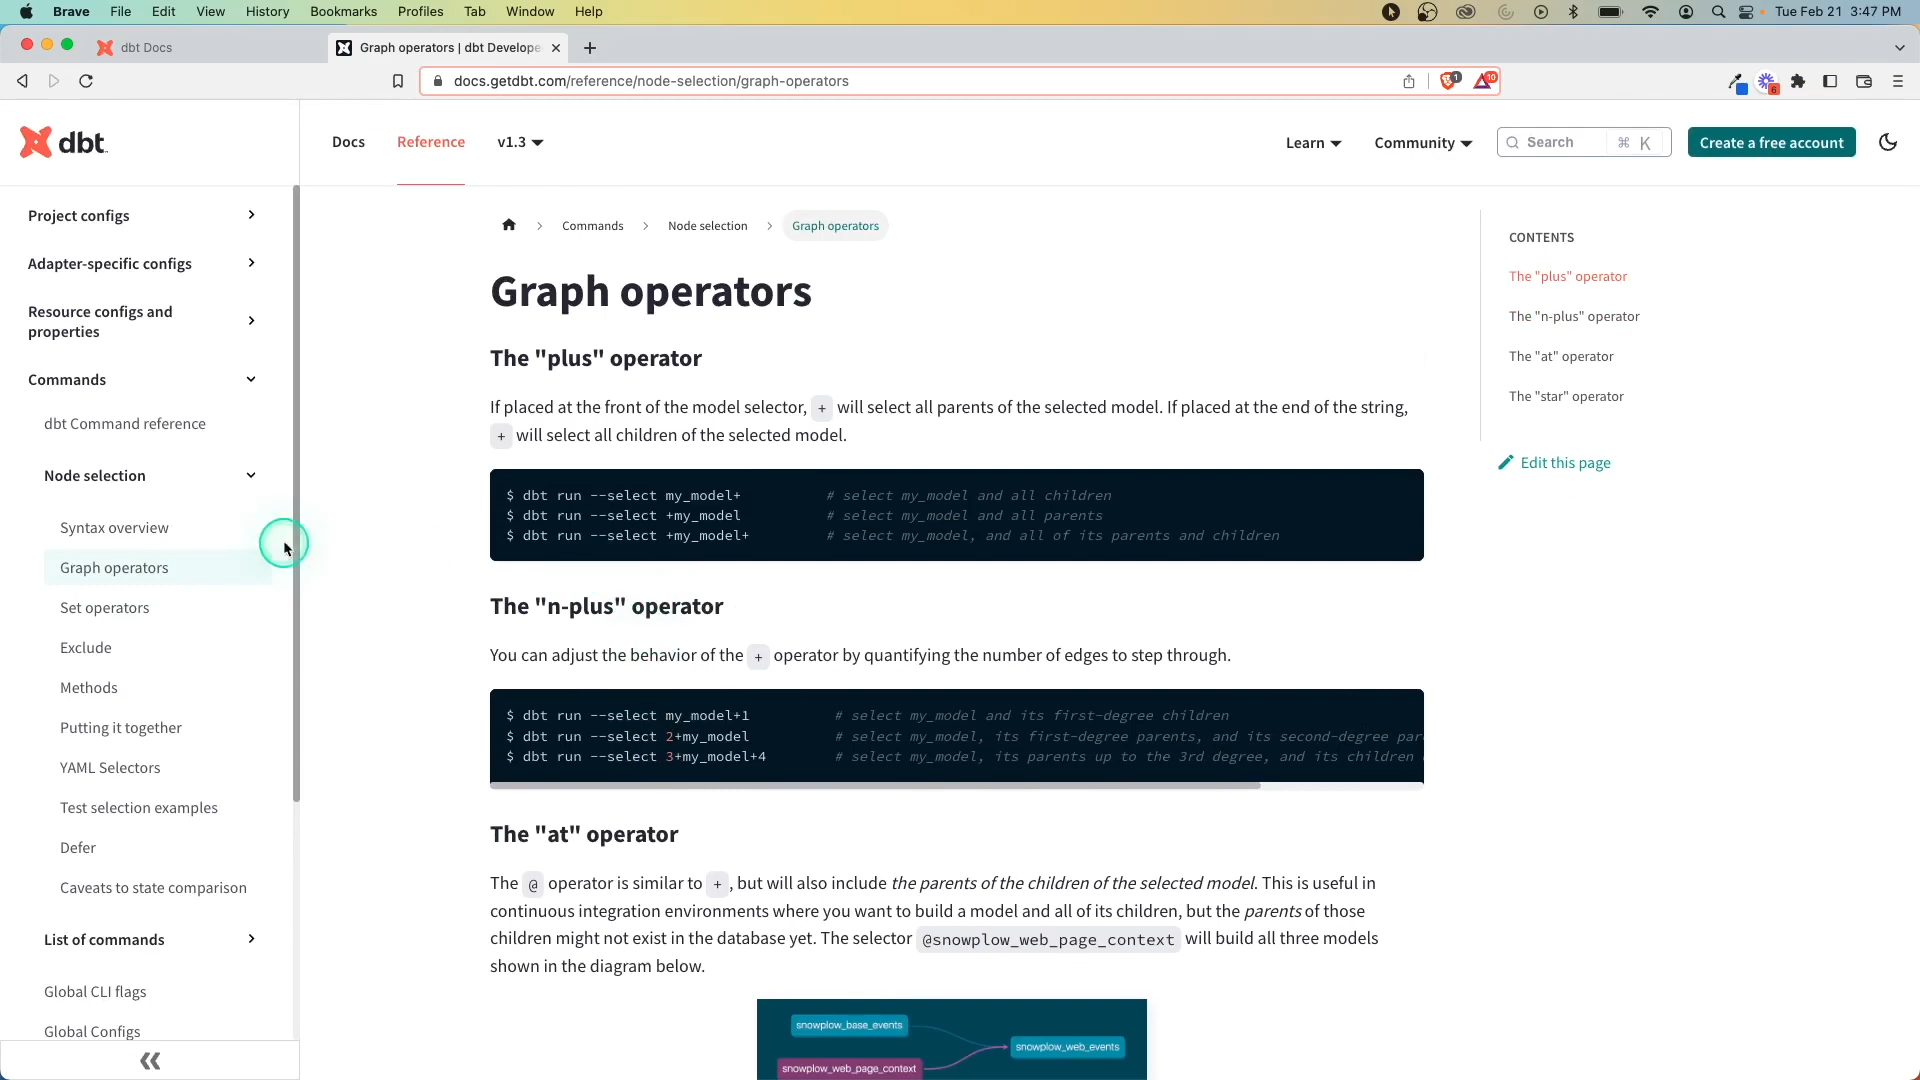 Brave File Edit View History Bookmarks Profiles Tab Window Help
Tue Feb 21 3:47 PM
dbt Docs
Graph operators | dbt Develope
docs.getdbt.com/reference/node-selection/graph-operators
1
10
6
dbt
Docs
Reference
v1.3
Learn
Community
Search ⌘ K
Create a free account
Project configs
Adapter-specific configs
Resource configs and
properties
Commands
dbt Command reference
Node selection
Syntax overview
Graph operators
Set operators
Exclude
Methods
Putting it together
YAML Selectors
Test selection examples
Defer
Caveats to state comparison
List of commands
Global CLI flags
Global Configs
Commands
Node selection
Graph operators
Graph operators
The "plus" operator
If placed at the front of the model selector, + will select all parents of the selected model. If placed at the end of the string,
+ will select all children of the selected model.
$ dbt run --select my_model+ # select my_model and all children
$ dbt run --select +my_model # select my_model and all parents
$ dbt run --select +my_model+ # select my_model, and all of its parents and children
The "n-plus" operator
You can adjust the behavior of the + operator by quantifying the number of edges to step through.
$ dbt run --select my_model+1 # select my_model and its first-degree children
$ dbt run --select 2+my_model # select my_model, its first-degree parents, and its second-degree par
$ dbt run --select 3+my_model+4 # select my_model, its parents up to the 3rd degree, and its children
The "at" operator
The @ operator is similar to + , but will also include the parents of the children of the selected model. This is useful in
continuous integration environments where you want to build a model and all of its children, but the parents of those
children might not exist in the database yet. The selector @snowplow_web_page_context will build all three models
shown in the diagram below.
snowplow_base_events
snowplow_web_events
snowplow_web_page_context
CONTENTS
The "plus" operator
The "n-plus" operator
The "at" operator
The "star" operator
Edit this page